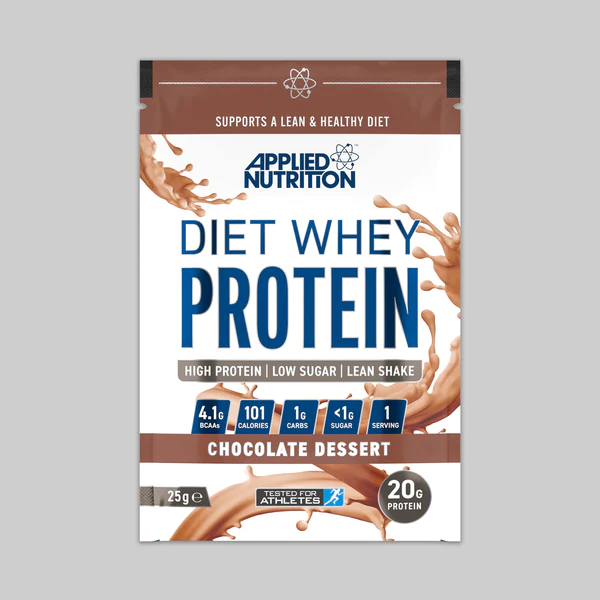 SUPPORTS A LEAN & HEALTHY DIET
APPLIED
NUTRITION
DIET WHEY
PROTEIN
HIGH PROTEIN | LOW SUGAR | LEAN SHAKE
4.1G BCAAs
101 CALORIES
1G CARBS
<1G SUGAR
1 SERVING
CHOCOLATE DESSERT
25g ℮
TESTED FOR
ATHLETES
20G
PROTEIN